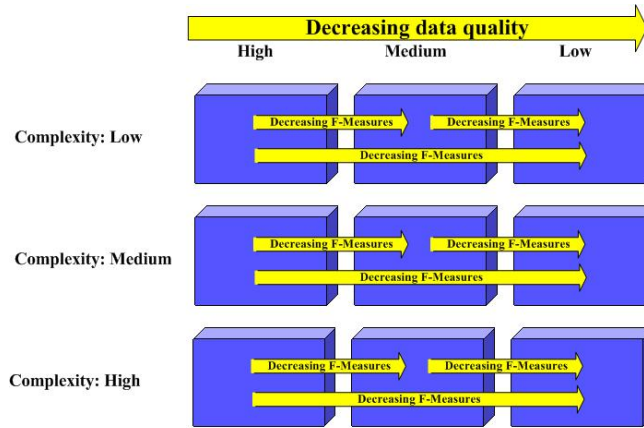 Decreasing data quality
High Medium Low
Complexity: Low
Decreasing F-Measures Decreasing F-Measures
Decreasing F-Measures
Complexity: Medium
Decreasing F-Measures Decreasing F-Measures
Decreasing F-Measures
Complexity: High
Decreasing F-Measures Decreasing F-Measures
Decreasing F-Measures